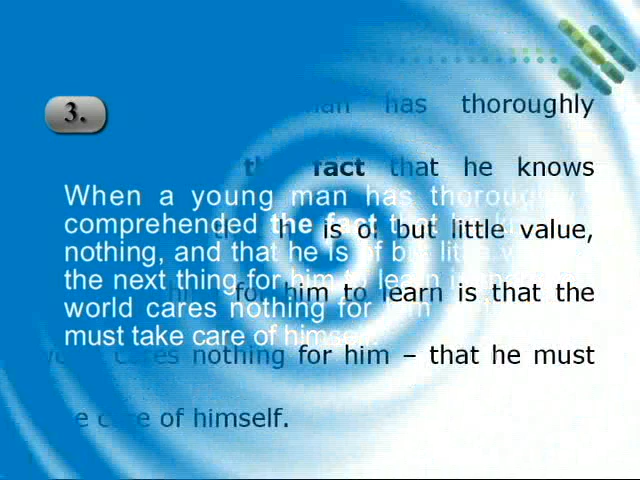 3.
man has thoroughly
the fact that he knows
When a young man has thoroughly
comprehended the fact that he knows
is of but little value,
nothing, and that he is of but little
the next thing for him to learn is
for him to learn is that the
world cares nothing for him
must take care of himself.
cares nothing for him – that he must
care of himself.